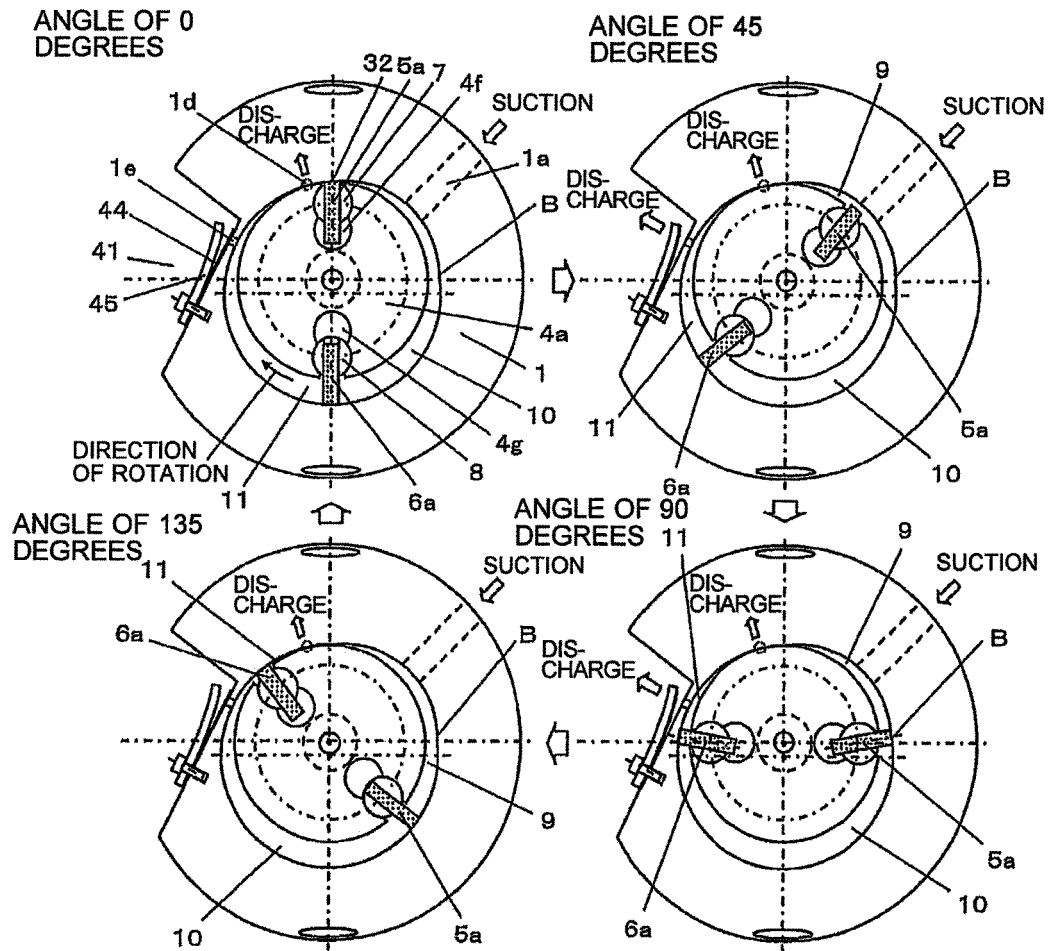 ANGLE OF 0
DEGREES
32 5a 7 4f
1d
DIS-
CHARGE
SUCTION
1e
1a
44
B
41
45
4a
1
10
DIRECTION
OF ROTATION
4g
8
11
6a
ANGLE OF 45
DEGREES
9
SUCTION
DIS-
CHARGE
DIS-
CHARGE
B
11
5a
10
6a
ANGLE OF 135
DEGREES
11
DIS-
CHARGE
SUCTION
6a
B
9
10
5a
ANGLE OF 90
DEGREES
11
9
DIS-
CHARGE
SUCTION
B
DIS-
CHARGE
5a
6a
10